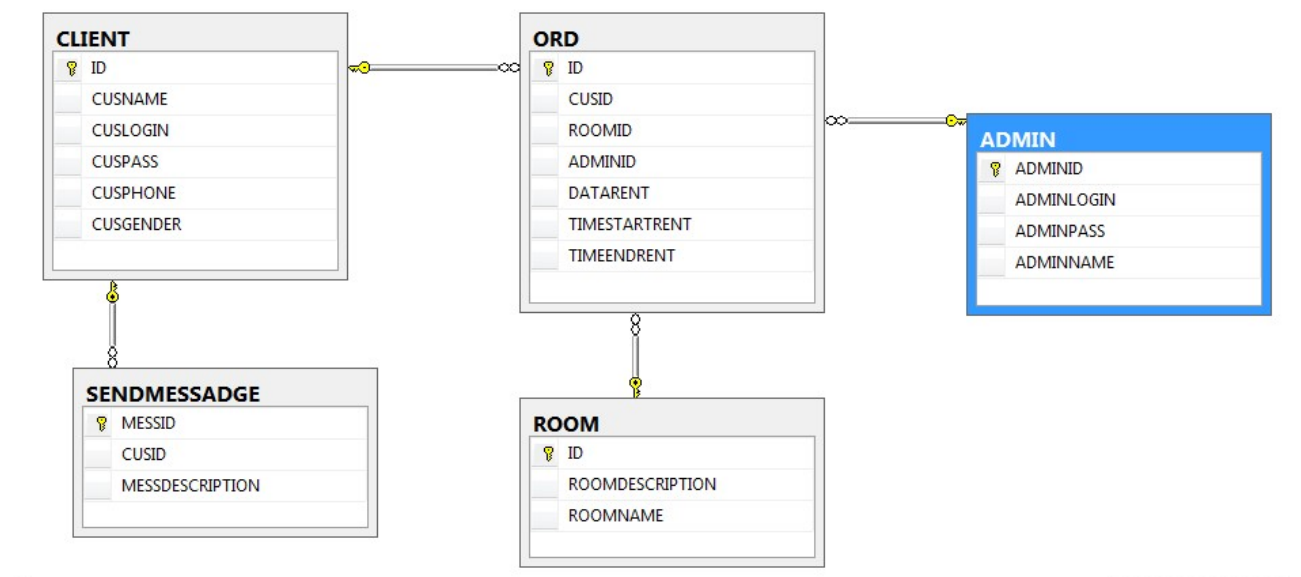 CLIENT
ID
CUSNAME
CUSLOGIN
CUSPASS
CUSPHONE
CUSGENDER
ORD
ID
CUSID
ROOMID
ADMINID
DATARENT
TIMESTARTRENT
TIMEENDRENT
ADMIN
ADMINID
ADMINLOGIN
ADMINPASS
ADMINNAME
SENDMESSADGE
MESSID
CUSID
MESSDESCRIPTION
ROOM
ID
ROOMDESCRIPTION
ROOMNAME